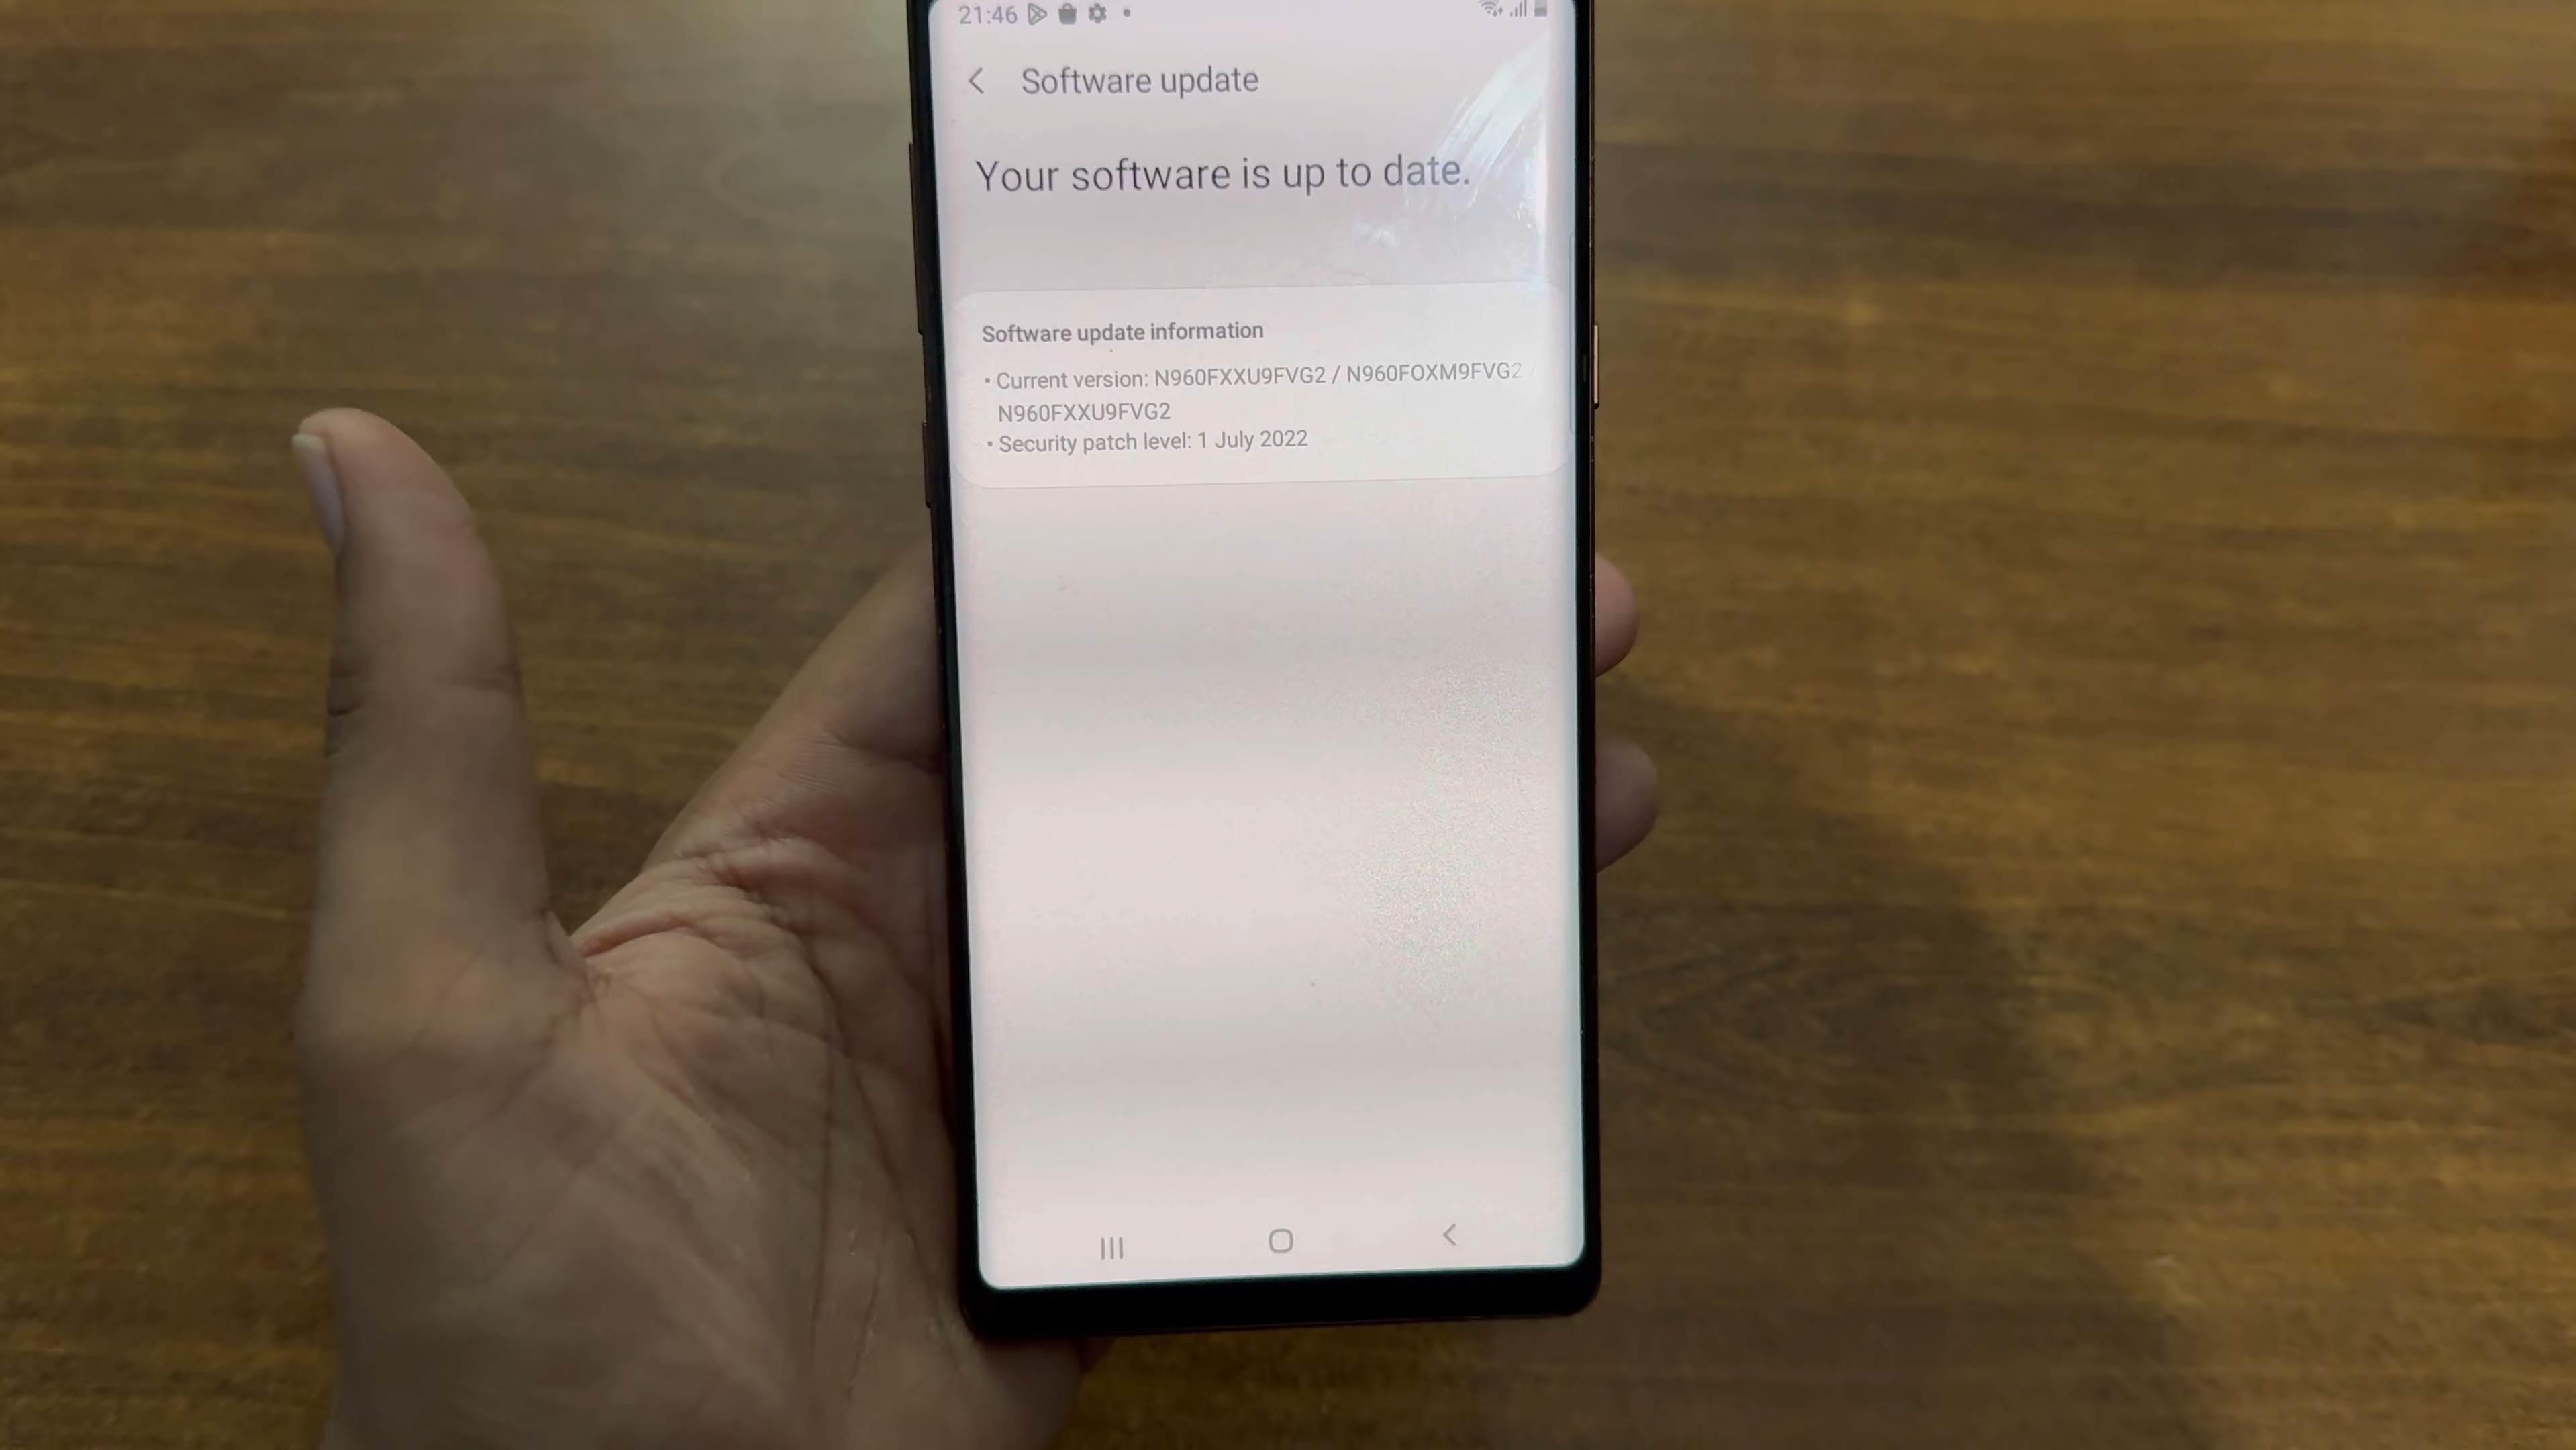 21:46
Software update
Your software is up to date.
Software update information
• Current version: N960FXXU9FVG2 / N960FOXM9FVG2
N960FXXU9FVG2
• Security patch level: 1 July 2022